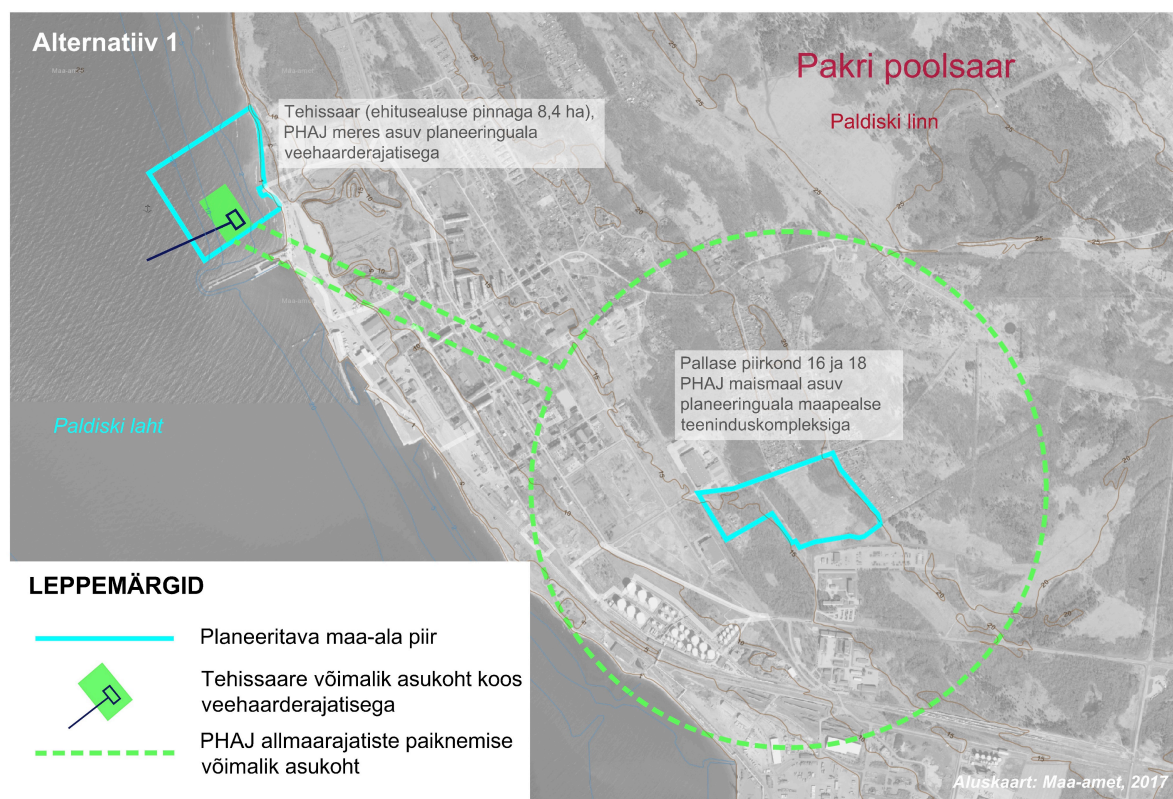 Alternatiiv 1
Pakri poolsaar
Paldiski linn
Tehissaar (ehitusealuse pinnaga 8,4 ha),
PHAJ meres asuv planeeringuala
veehaarderajatisega
Pallase piirkond 16 ja 18
PHAJ maismaal asuv
planeeringuala maapealse
teeninduskompleksiga
Paldiski laht
LEPPEMÄRGID
Planeeritava maa-ala piir
Tehissaare võimalik asukoht koos
veehaarderajatisega
PHAJ allmaarajatiste paiknemise
võimalik asukoht
Aluskaart: Maa-amet, 2017